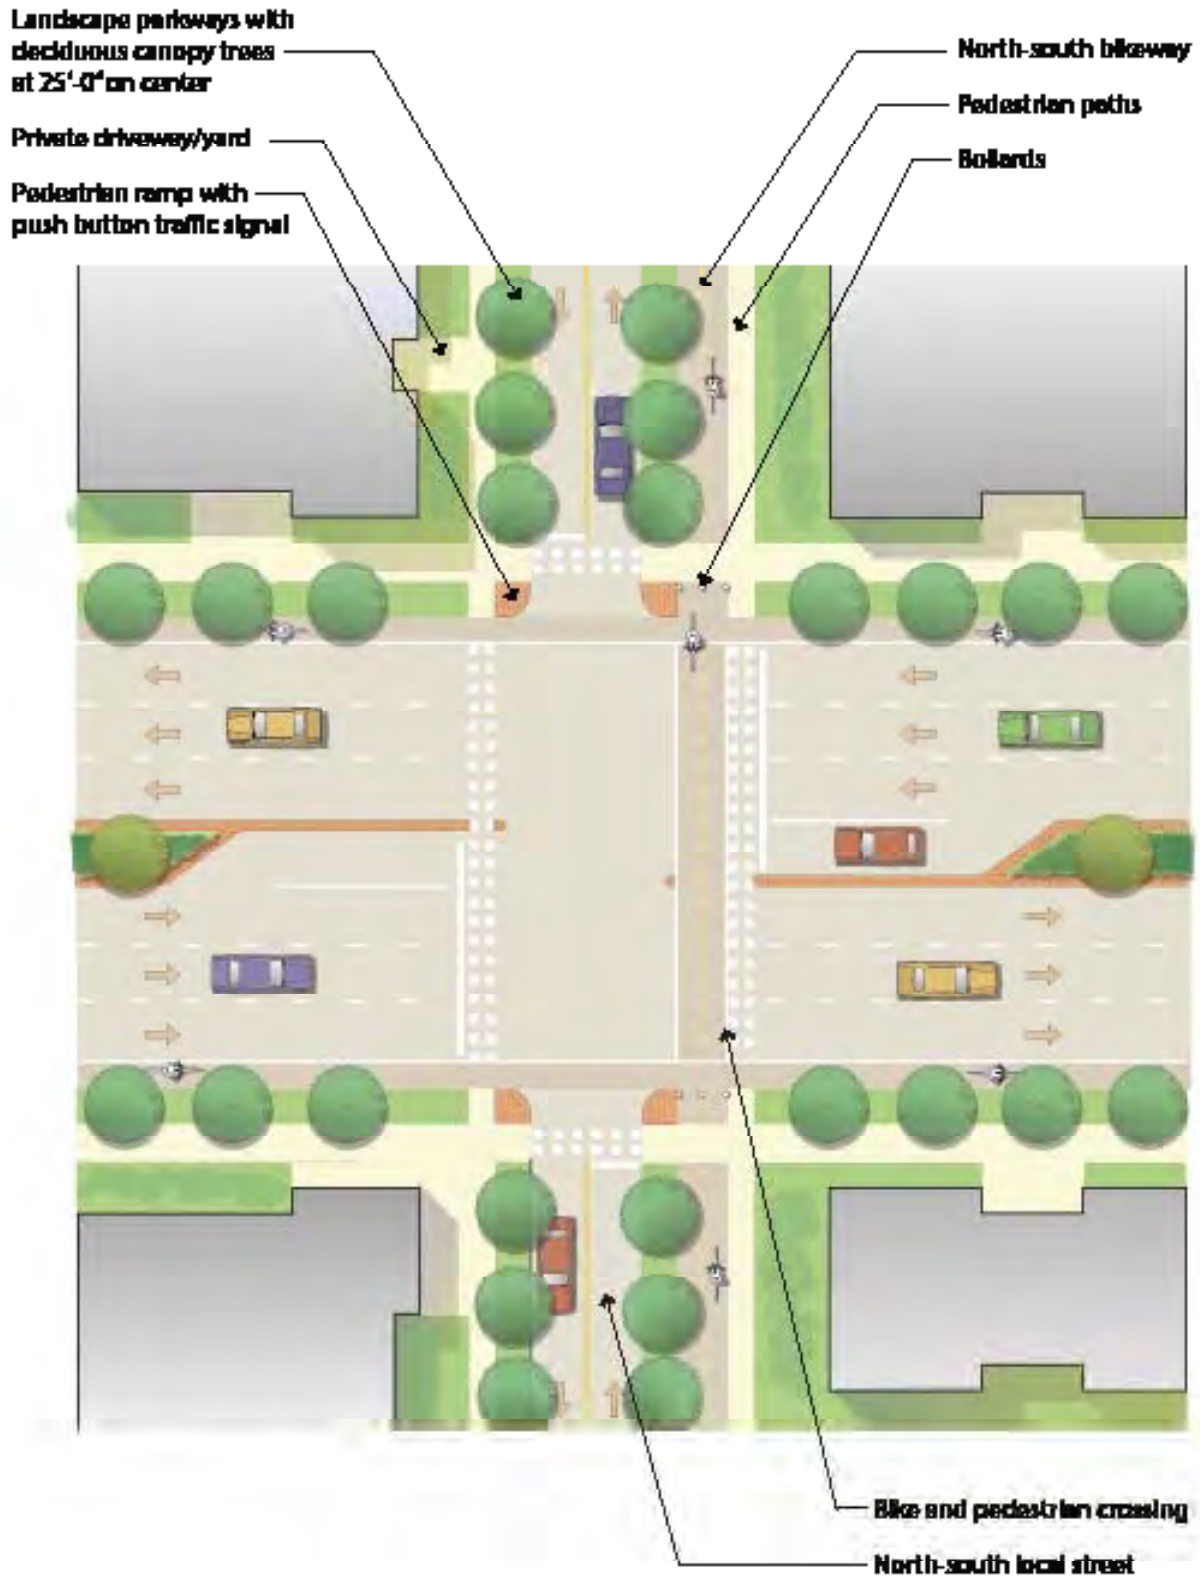 Landscape parkways with
deciduous canopy trees
at 25'-0" on center
Private driveway/yard
Pedestrian ramp with
push button traffic signal
North-south bikeway
Pedestrian paths
Bollards
Bike and pedestrian crossing
North-south local street